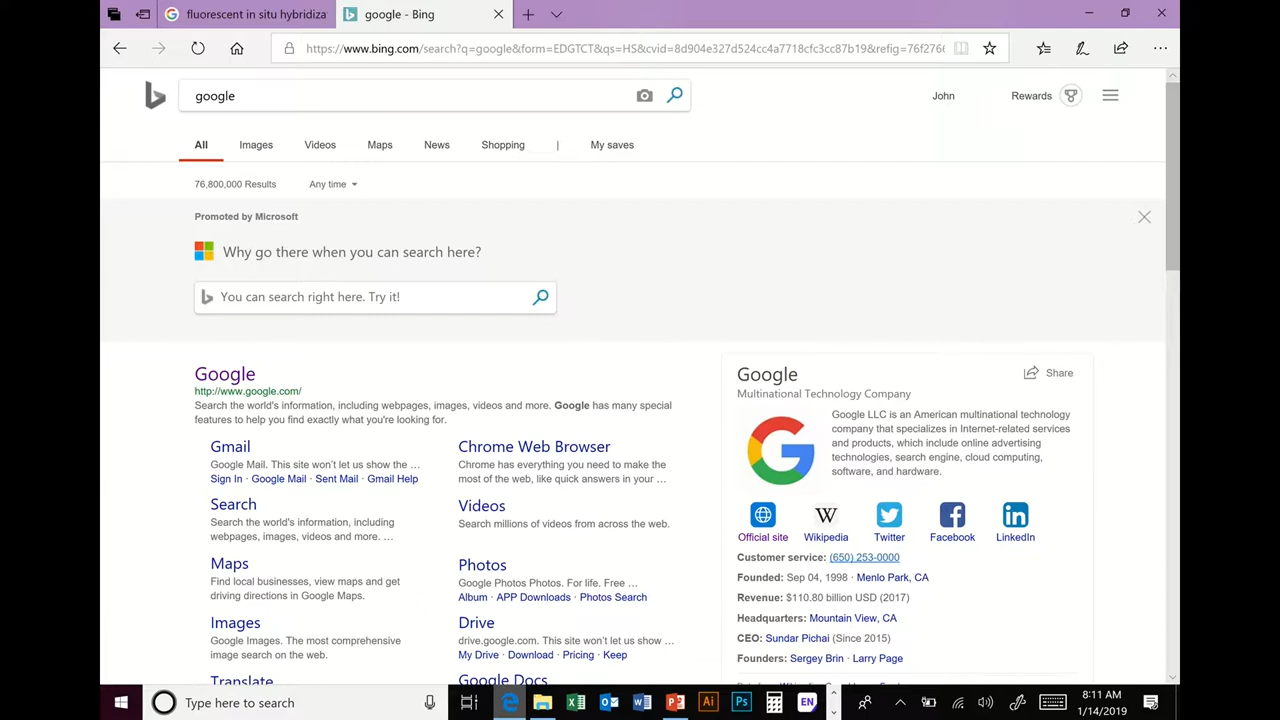 fluorescent in situ hybridiza
google - Bing
https://www.bing.com/search?q=google&form=EDGTCT&qs=HS&cvid=8d904e327d524cc4a7718cfc3cc87b19&refig=76f2766
google
John
Rewards
All
Images
Videos
Maps
News
Shopping
|
My saves
76,800,000 Results
Any time
Promoted by Microsoft
Why go there when you can search here?
You can search right here. Try it!
Google
http://www.google.com/
Search the world's information, including webpages, images, videos and more. Google has many special
features to help you find exactly what you're looking for.
Gmail
Google Mail. This site won't let us show the ...
Sign In · Google Mail · Sent Mail · Gmail Help
Search
Search the world's information, including
webpages, images, videos and more. ...
Maps
Find local businesses, view maps and get
driving directions in Google Maps.
Images
Google Images. The most comprehensive
image search on the web.
Translate
Chrome Web Browser
Chrome has everything you need to make the
most of the web, like quick answers in your ...
Videos
Search millions of videos from across the web.
Photos
Google Photos Photos. For life. Free ...
Album · APP Downloads · Photos Search
Drive
drive.google.com. This site won't let us show ...
My Drive · Download · Pricing · Keep
Google Docs
Google
Share
Multinational Technology Company
Google LLC is an American multinational technology
company that specializes in Internet-related services
and products, which include online advertising
technologies, search engine, cloud computing,
software, and hardware.
W
Official site
Wikipedia
Twitter
Facebook
LinkedIn
Customer service: (650) 253-0000
Founded: Sep 04, 1998 · Menlo Park, CA
Revenue: $110.80 billion USD (2017)
Headquarters: Mountain View, CA
CEO: Sundar Pichai (Since 2015)
Founders: Sergey Brin · Larry Page
Type here to search
Ai
Ps
EN
8:11 AM
1/14/2019